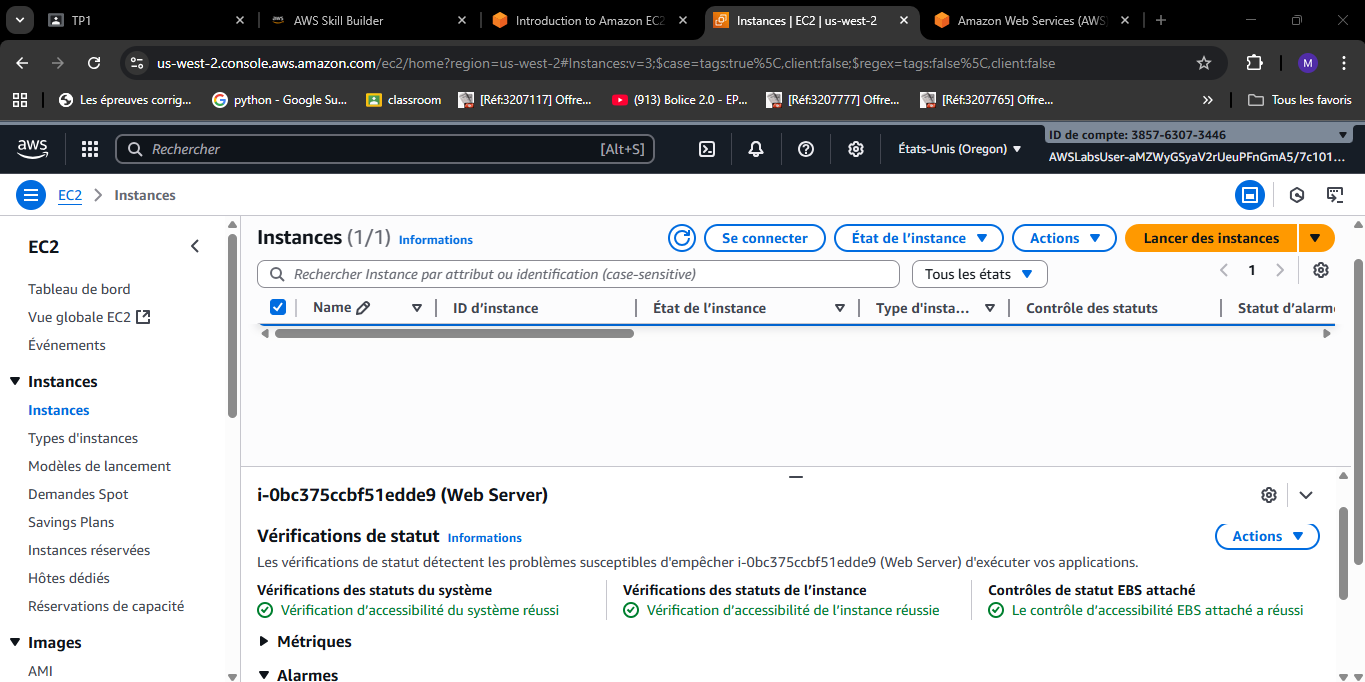 TP1
AWS Skill Builder
Introduction to Amazon EC2
Instances | EC2 | us-west-2
Amazon Web Services (AWS)
us-west-2.console.aws.amazon.com/ec2/home?region=us-west-2#Instances:v=3;$case=tags:true%5C,client:false;$regex=tags:false%5C,client:false
M
Les épreuves corrig...
python - Google Su...
classroom
[Réf:3207117] Offre...
(913) Bolice 2.0 - EP...
[Réf:3207777] Offre...
[Réf:3207765] Offre...
»
Tous les favoris
aws
Rechercher
[Alt+S]
États-Unis (Oregon)
ID de compte: 3857-6307-3446
AWSLabsUser-aMZWyGSyaV2rUeuPFnGmA5/7c101...
EC2
Instances
EC2
Tableau de bord
Vue globale EC2
Événements
Instances
Instances
Types d'instances
Modèles de lancement
Demandes Spot
Savings Plans
Instances réservées
Hôtes dédiés
Réservations de capacité
Images
AMI
Instances (1/1) Informations
Se connecter
État de l’instance
Actions
Lancer des instances
Rechercher Instance par attribut ou identification (case-sensitive)
Tous les états
1
Name
ID d’instance
État de l’instance
Type d'insta...
Contrôle des statuts
Statut d’alarme
i-0bc375ccbf51edde9 (Web Server)
Vérifications de statut Informations
Actions
Les vérifications de statut détectent les problèmes susceptibles d'empêcher i-0bc375ccbf51edde9 (Web Server) d'exécuter vos applications.
Vérifications des statuts du système
Vérification d’accessibilité du système réussi
Vérifications des statuts de l’instance
Vérification d’accessibilité de l’instance réussie
Contrôles de statut EBS attaché
Le contrôle d’accessibilité EBS attaché a réussi
Métriques
Alarmes